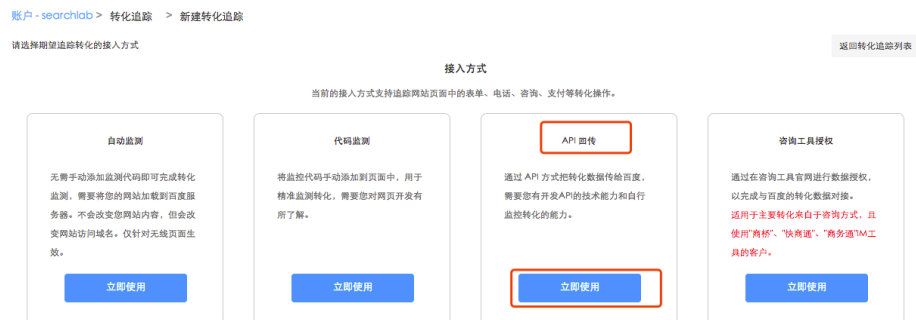 账户 - searchlab > 转化追踪 > 新建转化追踪
请选择期望追踪转化的接入方式
返回转化追踪列表
接入方式
当前的接入方式支持追踪网站页面中的表单、电话、咨询、支付等转化操作。
自动监测
无需手动添加监测代码即可完成转化
监测，需要将您的网站加载到百度服
务器。不会改变您网站内容，但会改
变网站访问域名。仅针对无线页面生
效。
立即使用
代码监测
将监控代码手动添加到页面中，用于
精准监测转化，需要您对网页开发有
所了解。
立即使用
API 回传
通过 API 方式把转化数据传给百度，
需要您有开发API的技术能力和自行
监控转化的能力。
立即使用
咨询工具授权
通过在咨询工具官网进行数据授权，
以完成与百度的转化数据对接。
适用于主要转化来自于咨询方式，且
使用"商桥"、"快商通"、"商务通"IM工
具的客户。
立即使用